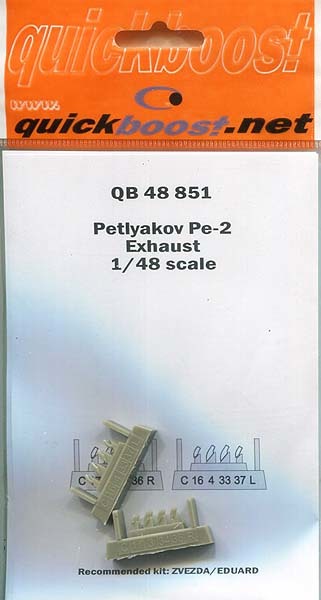 quickboost
www.
quickboost.net
QB 48 851
Petlyakov Pe-2
Exhaust
1/48 scale
36 R
C 16 4 33 37 L
Recommended kit: ZVEZDA/EDUARD